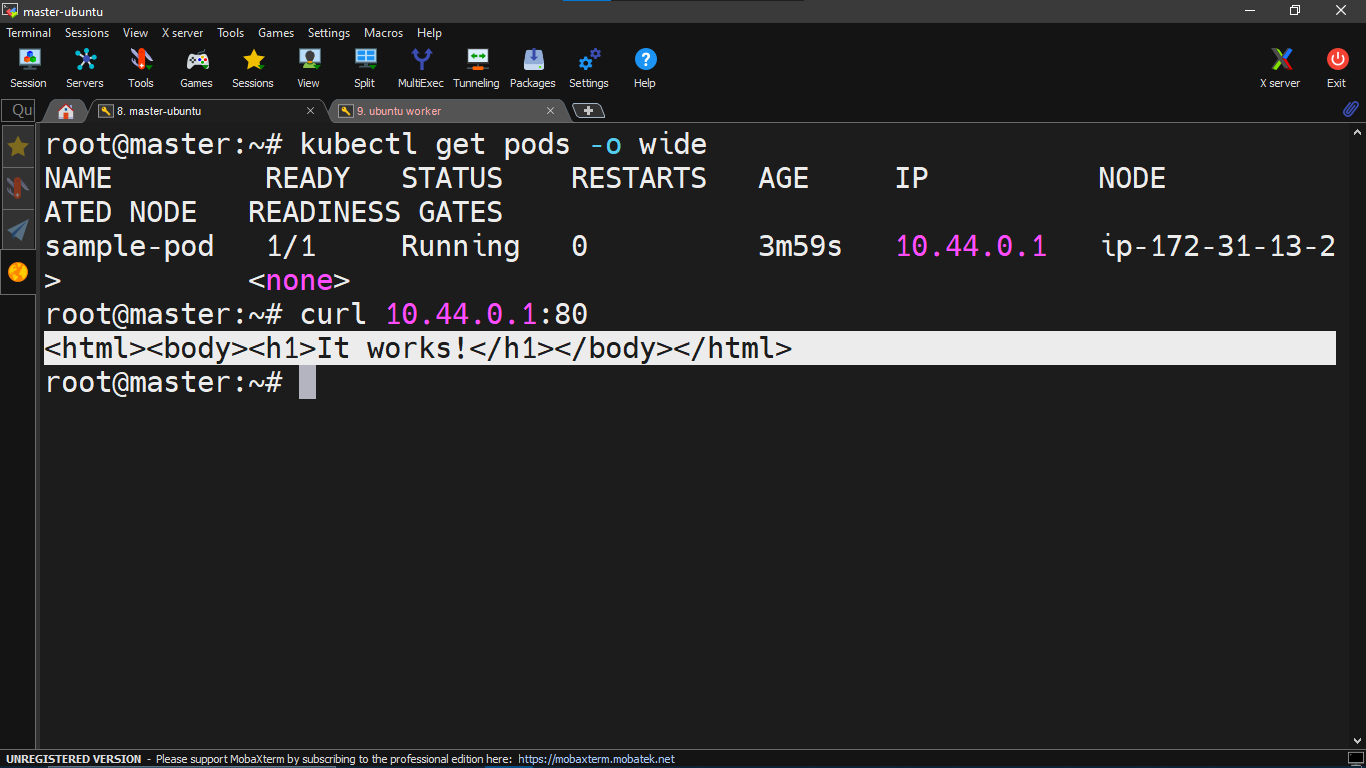 master-ubuntu
Terminal Sessions View X server Tools Games Settings Macros Help
Session Servers Tools Games Sessions View Split MultiExec Tunneling Packages Settings Help X server Exit
Qu 8. master-ubuntu 9. ubuntu worker
root@master:~# kubectl get pods -o wide
NAME READY STATUS RESTARTS AGE IP NODE
ATED NODE READINESS GATES
sample-pod 1/1 Running 0 3m59s 10.44.0.1 ip-172-31-13-2
> <none>
root@master:~# curl 10.44.0.1:80
<html><body><h1>It works!</h1></body></html>
root@master:~#
UNREGISTERED VERSION - Please support MobaXterm by subscribing to the professional edition here: https://mobaxterm.mobatek.net